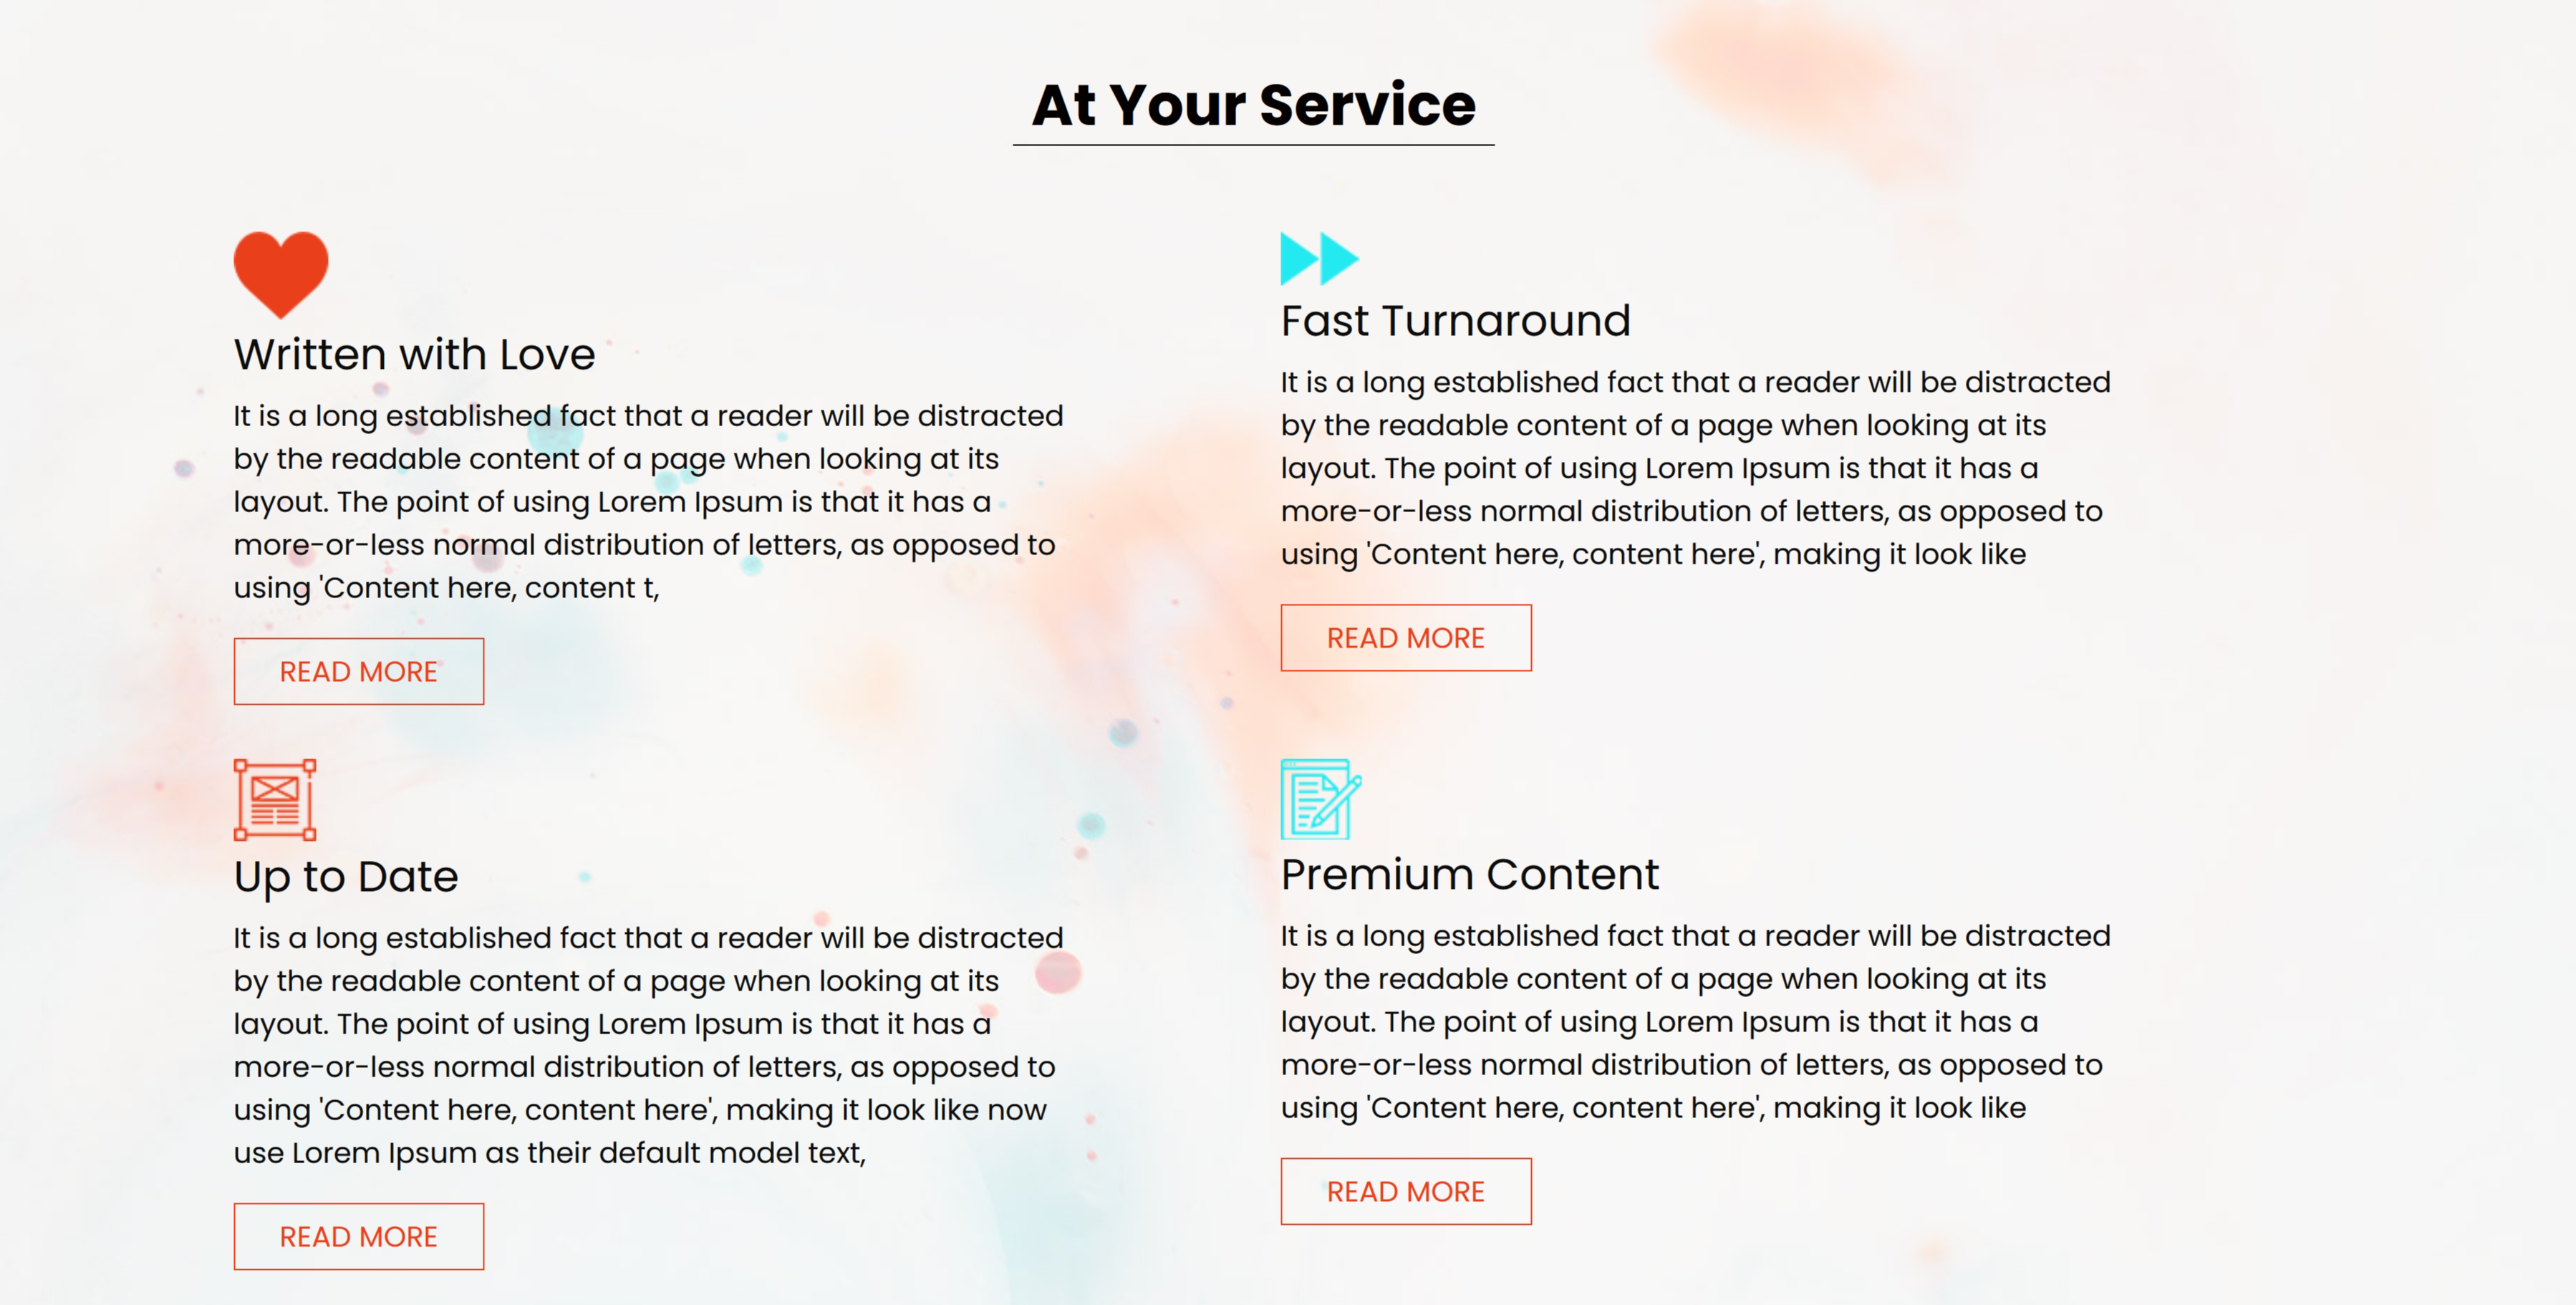 At Your Service
Written with Love
It is a long established fact that a reader will be distracted
by the readable content of a page when looking at its
layout. The point of using Lorem Ipsum is that it has a
more-or-less normal distribution of letters, as opposed to
using 'Content here, content t,
READ MORE
Fast Turnaround
It is a long established fact that a reader will be distracted
by the readable content of a page when looking at its
layout. The point of using Lorem Ipsum is that it has a
more-or-less normal distribution of letters, as opposed to
using 'Content here, content here', making it look like
READ MORE
Up to Date
It is a long established fact that a reader will be distracted
by the readable content of a page when looking at its
layout. The point of using Lorem Ipsum is that it has a
more-or-less normal distribution of letters, as opposed to
using 'Content here, content here', making it look like now
use Lorem Ipsum as their default model text,
READ MORE
Premium Content
It is a long established fact that a reader will be distracted
by the readable content of a page when looking at its
layout. The point of using Lorem Ipsum is that it has a
more-or-less normal distribution of letters, as opposed to
using 'Content here, content here', making it look like
READ MORE